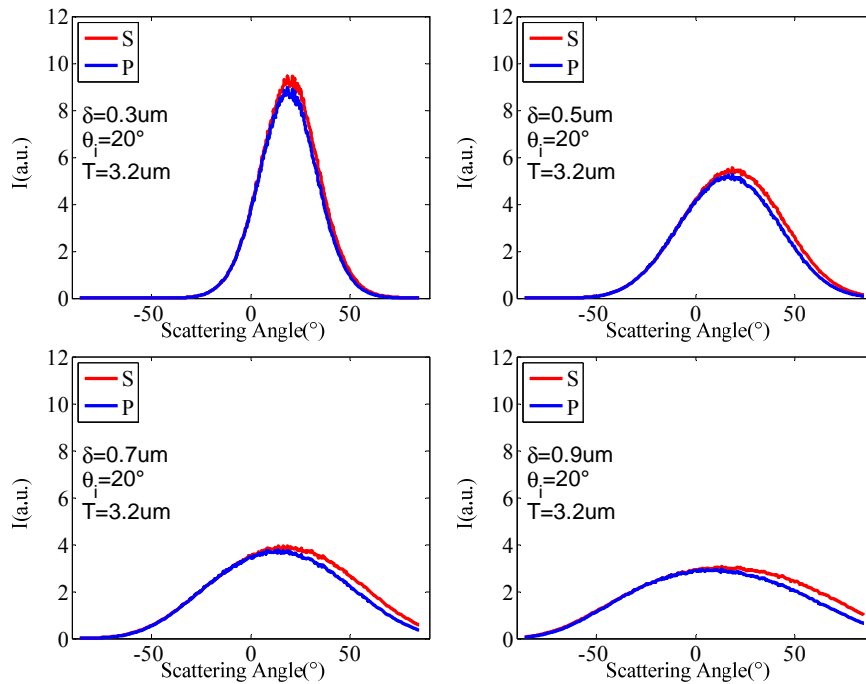 12
10
8
6
4
2
0
I(a.u.)
S
P
δ=0.3um
θi=20°
T=3.2um
-50
0
50
Scattering Angle(°)
12
10
8
6
4
2
0
I(a.u.)
S
P
δ=0.5um
θi=20°
T=3.2um
-50
0
50
Scattering Angle(°)
12
10
8
6
4
2
0
I(a.u.)
S
P
δ=0.7um
θi=20°
T=3.2um
-50
0
50
Scattering Angle(°)
12
10
8
6
4
2
0
I(a.u.)
S
P
δ=0.9um
θi=20°
T=3.2um
-50
0
50
Scattering Angle(°)